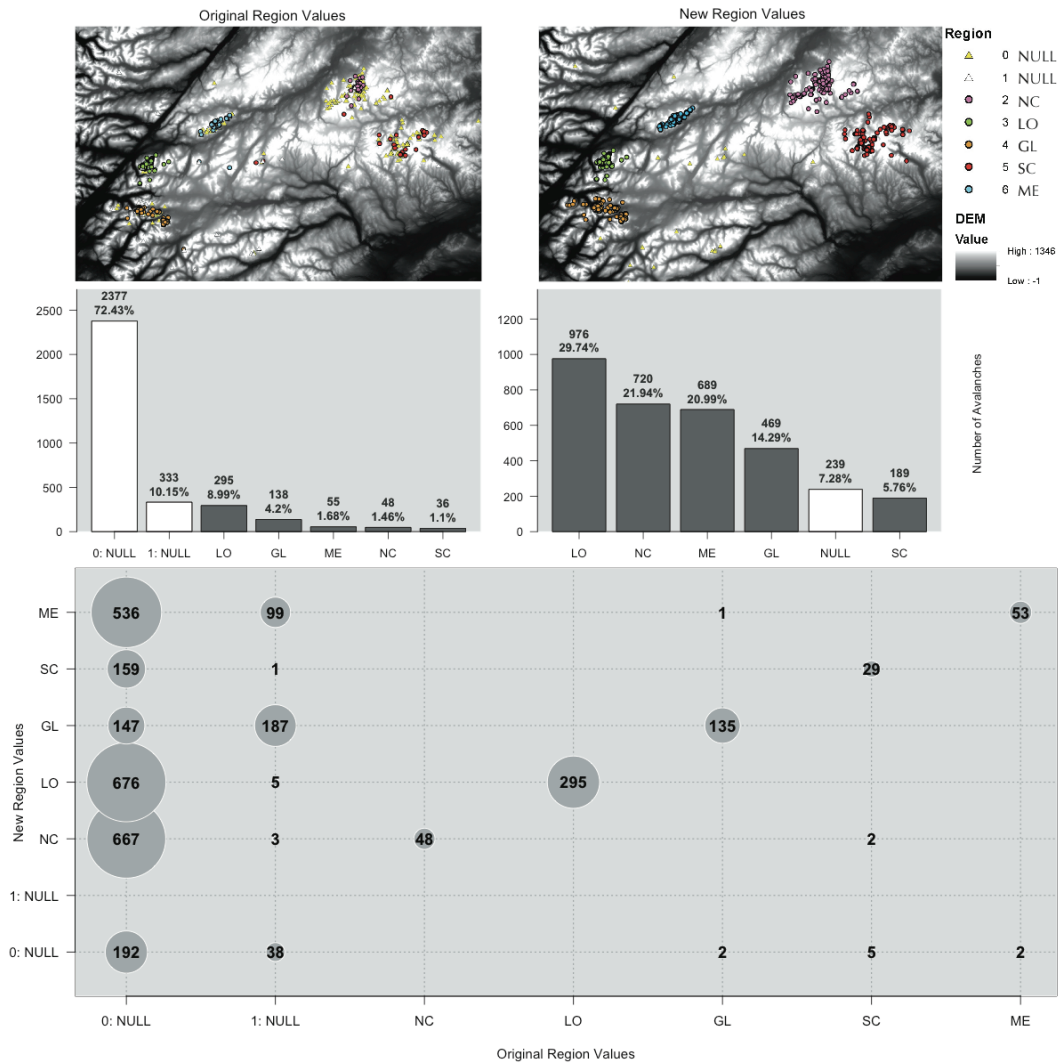 Original Region Values
New Region Values
Region
0 NULL
1 NULL
2 NC
3 LO
4 GL
5 SC
6 ME
DEM
Value
High : 1346
Low : -1
2500
2000
1500
1000
500
0
2377
72.43%
333
10.15%
295
8.99%
138
4.2%
55
1.68%
48
1.46%
36
1.1%
0: NULL
1: NULL
LO
GL
ME
NC
SC
1200
1000
800
600
400
200
0
976
29.74%
720
21.94%
689
20.99%
469
14.29%
239
7.28%
189
5.76%
LO
NC
ME
GL
NULL
SC
Number of Avalanches
New Region Values
ME 536 99 1 53
SC 159 1 29
GL 147 187 135
LO 676 5 295
NC 667 3 48 2
1: NULL
0: NULL 192 38 2 5 2
0: NULL 1: NULL NC LO GL SC ME
Original Region Values